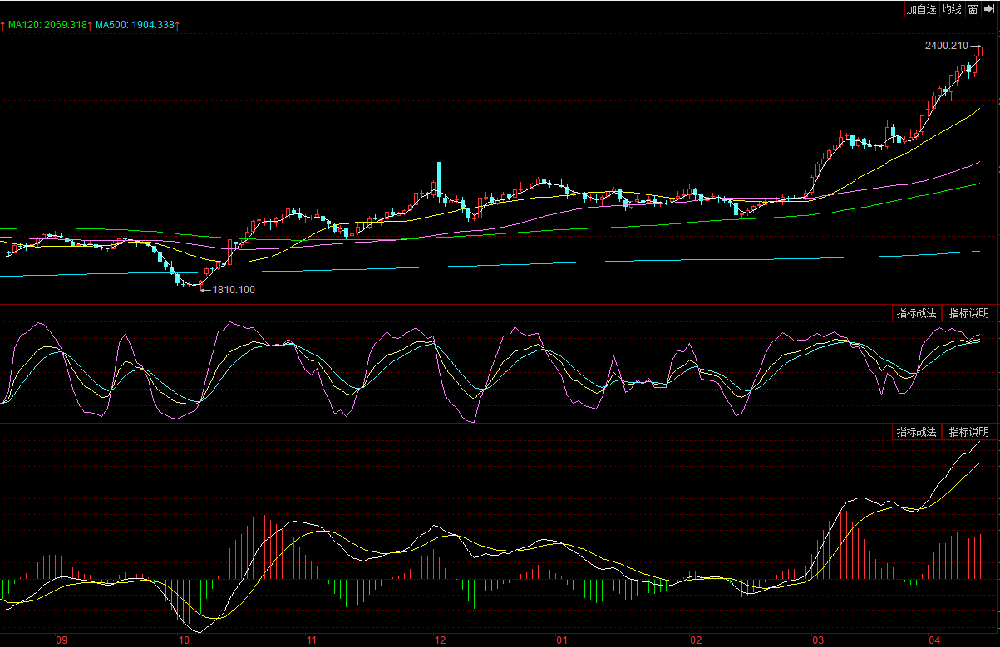 加自选 均线 窗
↑ MA120: 2069.318↑ MA500: 1904.338↑
2400.210
1810.100
指标战法 指标说明
指标战法 指标说明
09 10 11 12 01 02 03 04